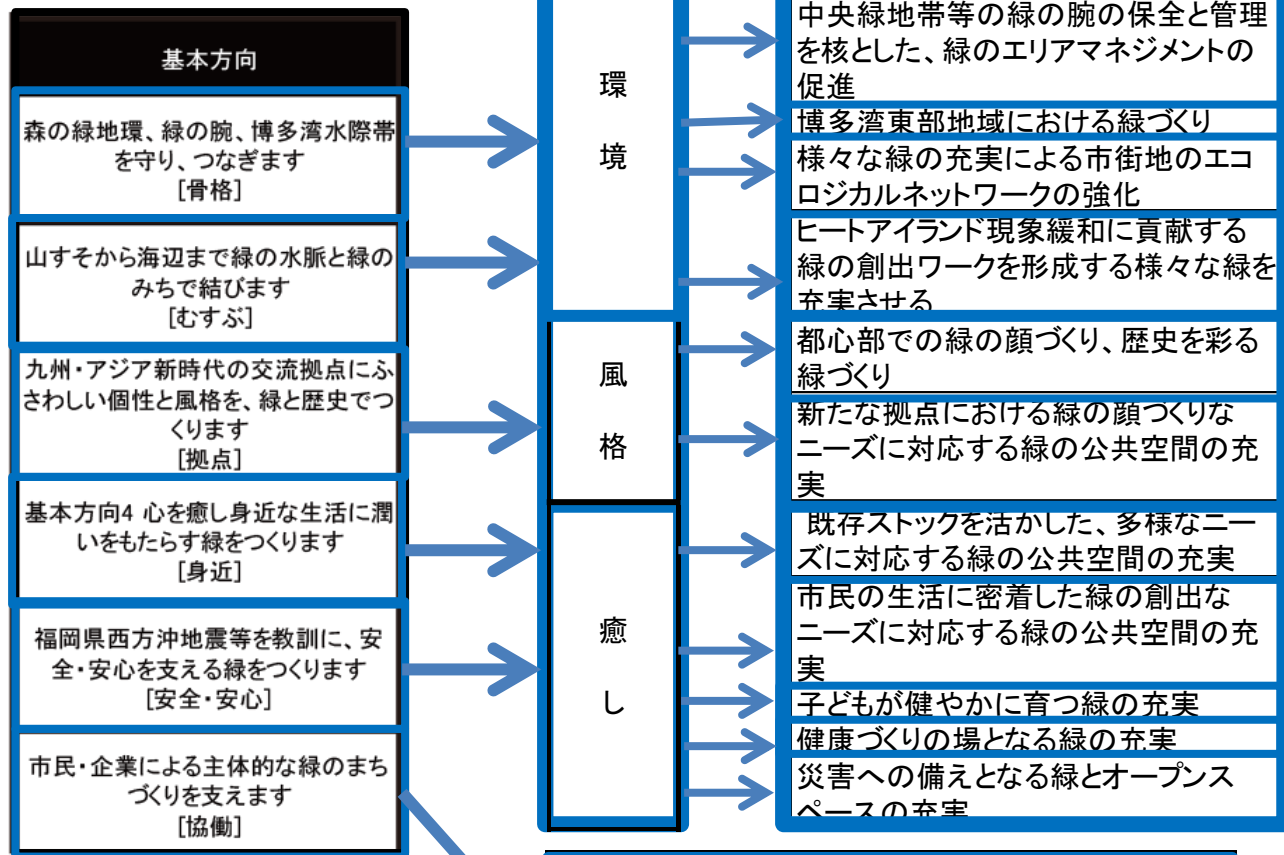 基本方向
森の緑地環、緑の腕、博多湾水際帯
を守り、つなぎます
[骨格]
山すそから海辺まで緑の水脈と緑の
みちで結びます
[むすぶ]
九州・アジア新時代の交流拠点にふ
さわしい個性と風格を、緑と歴史でつ
くります
[拠点]
基本方向4 心を癒し身近な生活に潤
いをもたらす緑をつくります
[身近]
福岡県西方沖地震等を教訓に、安
全・安心を支える緑をつくります
[安全・安心]
市民・企業による主体的な緑のまち
づくりを支えます
[協働]
環
境
風
格
癒
し
中央緑地帯等の緑の腕の保全と管理
を核とした、緑のエリアマネジメントの
促進
博多湾東部地域における緑づくり
様々な緑の充実による市街地のエコ
ロジカルネットワークの強化
ヒートアイランド現象緩和に貢献する
緑の創出ワークを形成する様々な緑を
充実させる
都心部での緑の顔づくり、歴史を彩る
緑づくり
新たな拠点における緑の顔づくりな
ニーズに対応する緑の公共空間の充
実
既存ストックを活かした、多様なニー
ズに対応する緑の公共空間の充実
市民の生活に密着した緑の創出な
ニーズに対応する緑の公共空間の充
実
子どもが健やかに育つ緑の充実
健康づくりの場となる緑の充実
災害への備えとなる緑とオープンス
ペースの充実